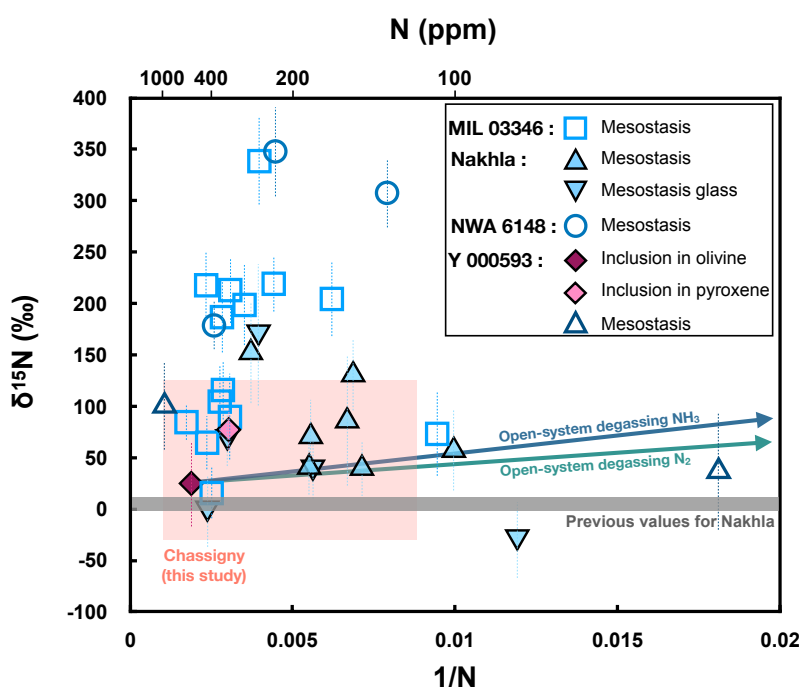 N (ppm)
1000 400 200 100
400
350
300
250
200
150
100
50
0
-50
-100
δ¹⁵N (‰)
MIL 03346 : Mesostasis
Nakhla : Mesostasis
Mesostasis glass
NWA 6148 : Mesostasis
Y 000593 : Inclusion in olivine
Inclusion in pyroxene
Mesostasis
Open-system degassing NH₃
Open-system degassing N₂
Previous values for Nakhla
Chassigny
(this study)
0 0.005 0.01 0.015 0.02
1/N